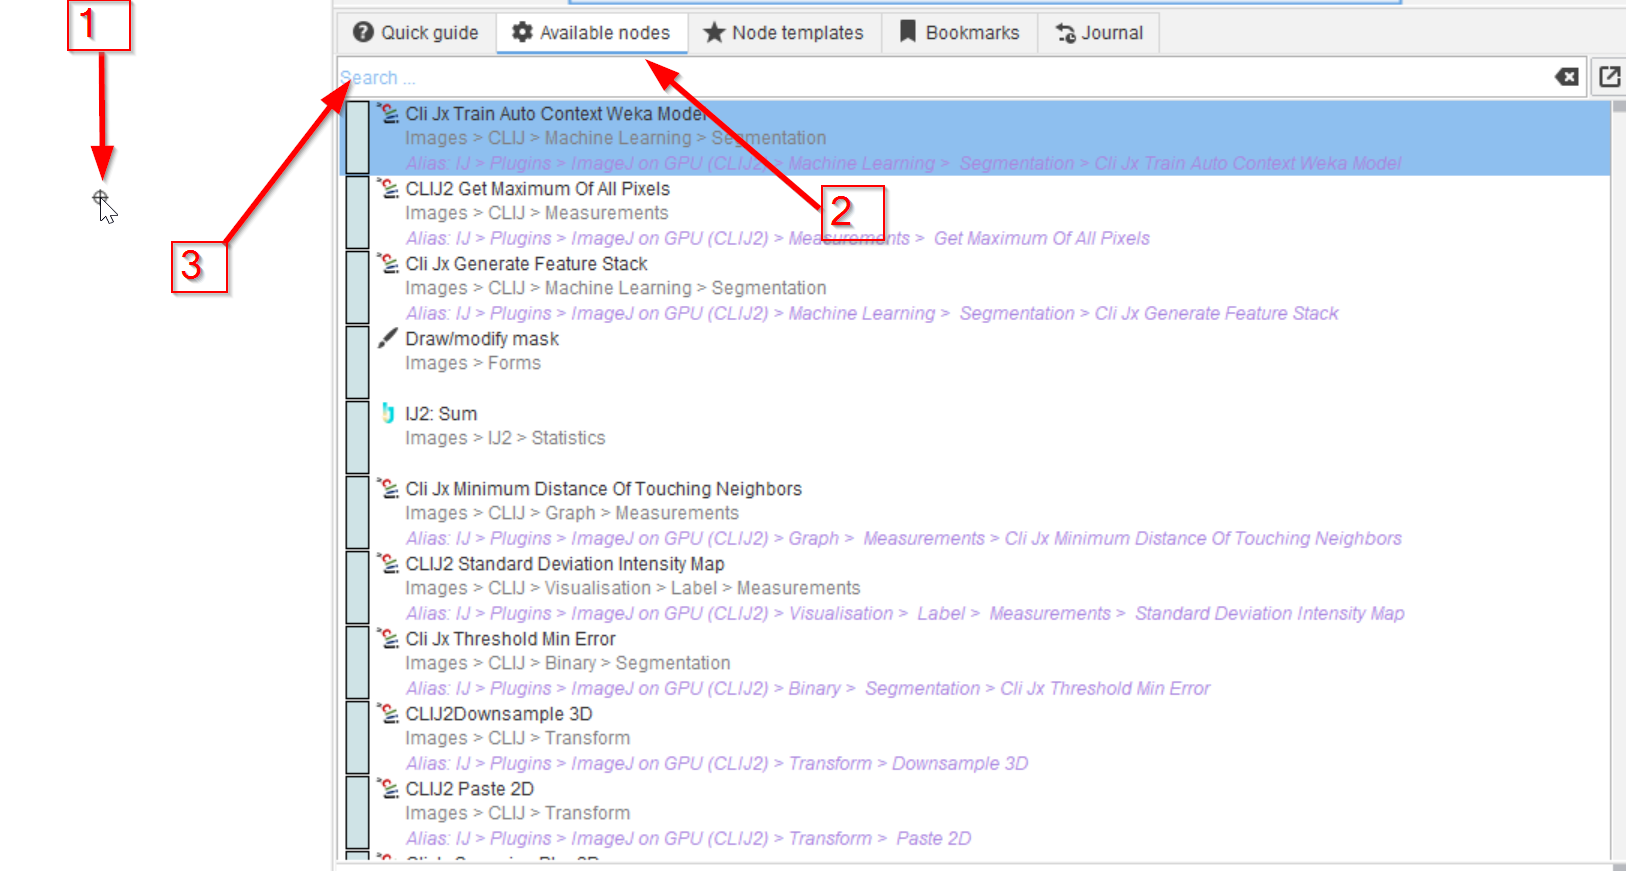 1
Quick guide
Available nodes
Node templates
Bookmarks
Journal
Search ...
Cli Jx Train Auto Context Weka Model
Images > CLIJ > Machine Learning > Segmentation
Alias: IJ > Plugins > ImageJ on GPU (CLIJ2) > Machine Learning > Segmentation > Cli Jx Train Auto Context Weka Model
CLIJ2 Get Maximum Of All Pixels
Images > CLIJ > Measurements
2
Alias: IJ > Plugins > ImageJ on GPU (CLIJ2) > Measurements > Get Maximum Of All Pixels
3
Cli Jx Generate Feature Stack
Images > CLIJ > Machine Learning > Segmentation
Alias: IJ > Plugins > ImageJ on GPU (CLIJ2) > Machine Learning > Segmentation > Cli Jx Generate Feature Stack
Draw/modify mask
Images > Forms
IJ2: Sum
Images > IJ2 > Statistics
Cli Jx Minimum Distance Of Touching Neighbors
Images > CLIJ > Graph > Measurements
Alias: IJ > Plugins > ImageJ on GPU (CLIJ2) > Graph > Measurements > Cli Jx Minimum Distance Of Touching Neighbors
CLIJ2 Standard Deviation Intensity Map
Images > CLIJ > Visualisation > Label > Measurements
Alias: IJ > Plugins > ImageJ on GPU (CLIJ2) > Visualisation > Label > Measurements > Standard Deviation Intensity Map
Cli Jx Threshold Min Error
Images > CLIJ > Binary > Segmentation
Alias: IJ > Plugins > ImageJ on GPU (CLIJ2) > Binary > Segmentation > Cli Jx Threshold Min Error
CLIJ2Downsample 3D
Images > CLIJ > Transform
Alias: IJ > Plugins > ImageJ on GPU (CLIJ2) > Transform > Downsample 3D
CLIJ2 Paste 2D
Images > CLIJ > Transform
Alias: IJ > Plugins > ImageJ on GPU (CLIJ2) > Transform > Paste 2D